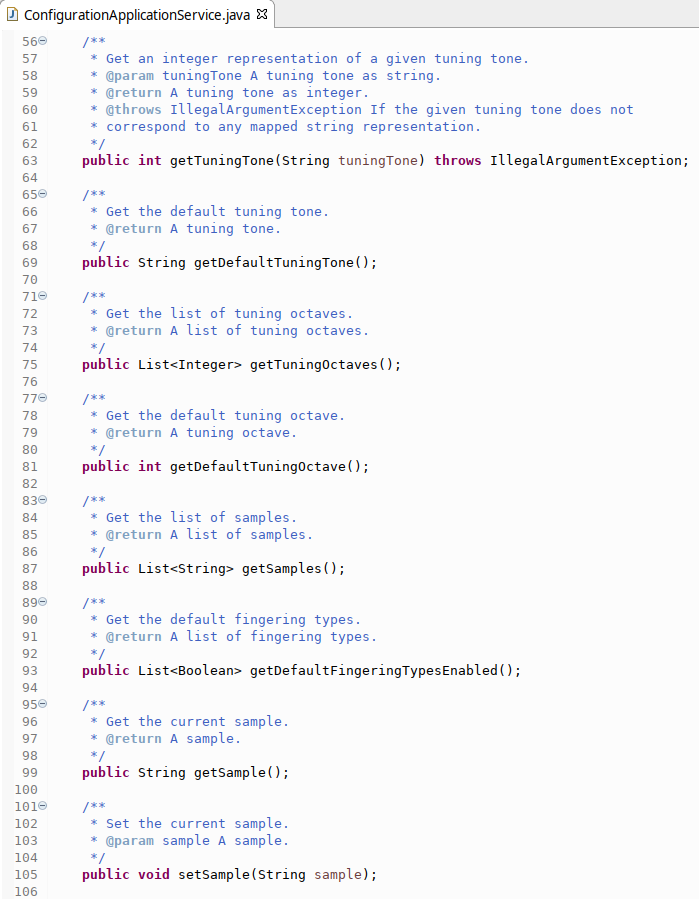 ConfigurationApplicationService.java
56 /**
57 * Get an integer representation of a given tuning tone.
58 * @param tuningTone A tuning tone as string.
59 * @return A tuning tone as integer.
60 * @throws IllegalArgumentException If the given tuning tone does not
61 * correspond to any mapped string representation.
62 */
63 public int getTuningTone(String tuningTone) throws IllegalArgumentException;
64
65 /**
66 * Get the default tuning tone.
67 * @return A tuning tone.
68 */
69 public String getDefaultTuningTone();
70
71 /**
72 * Get the list of tuning octaves.
73 * @return A list of tuning octaves.
74 */
75 public List<Integer> getTuningOctaves();
76
77 /**
78 * Get the default tuning octave.
79 * @return A tuning octave.
80 */
81 public int getDefaultTuningOctave();
82
83 /**
84 * Get the list of samples.
85 * @return A list of samples.
86 */
87 public List<String> getSamples();
88
89 /**
90 * Get the default fingering types.
91 * @return A list of fingering types.
92 */
93 public List<Boolean> getDefaultFingeringTypesEnabled();
94
95 /**
96 * Get the current sample.
97 * @return A sample.
98 */
99 public String getSample();
100
101 /**
102 * Set the current sample.
103 * @param sample A sample.
104 */
105 public void setSample(String sample);
106